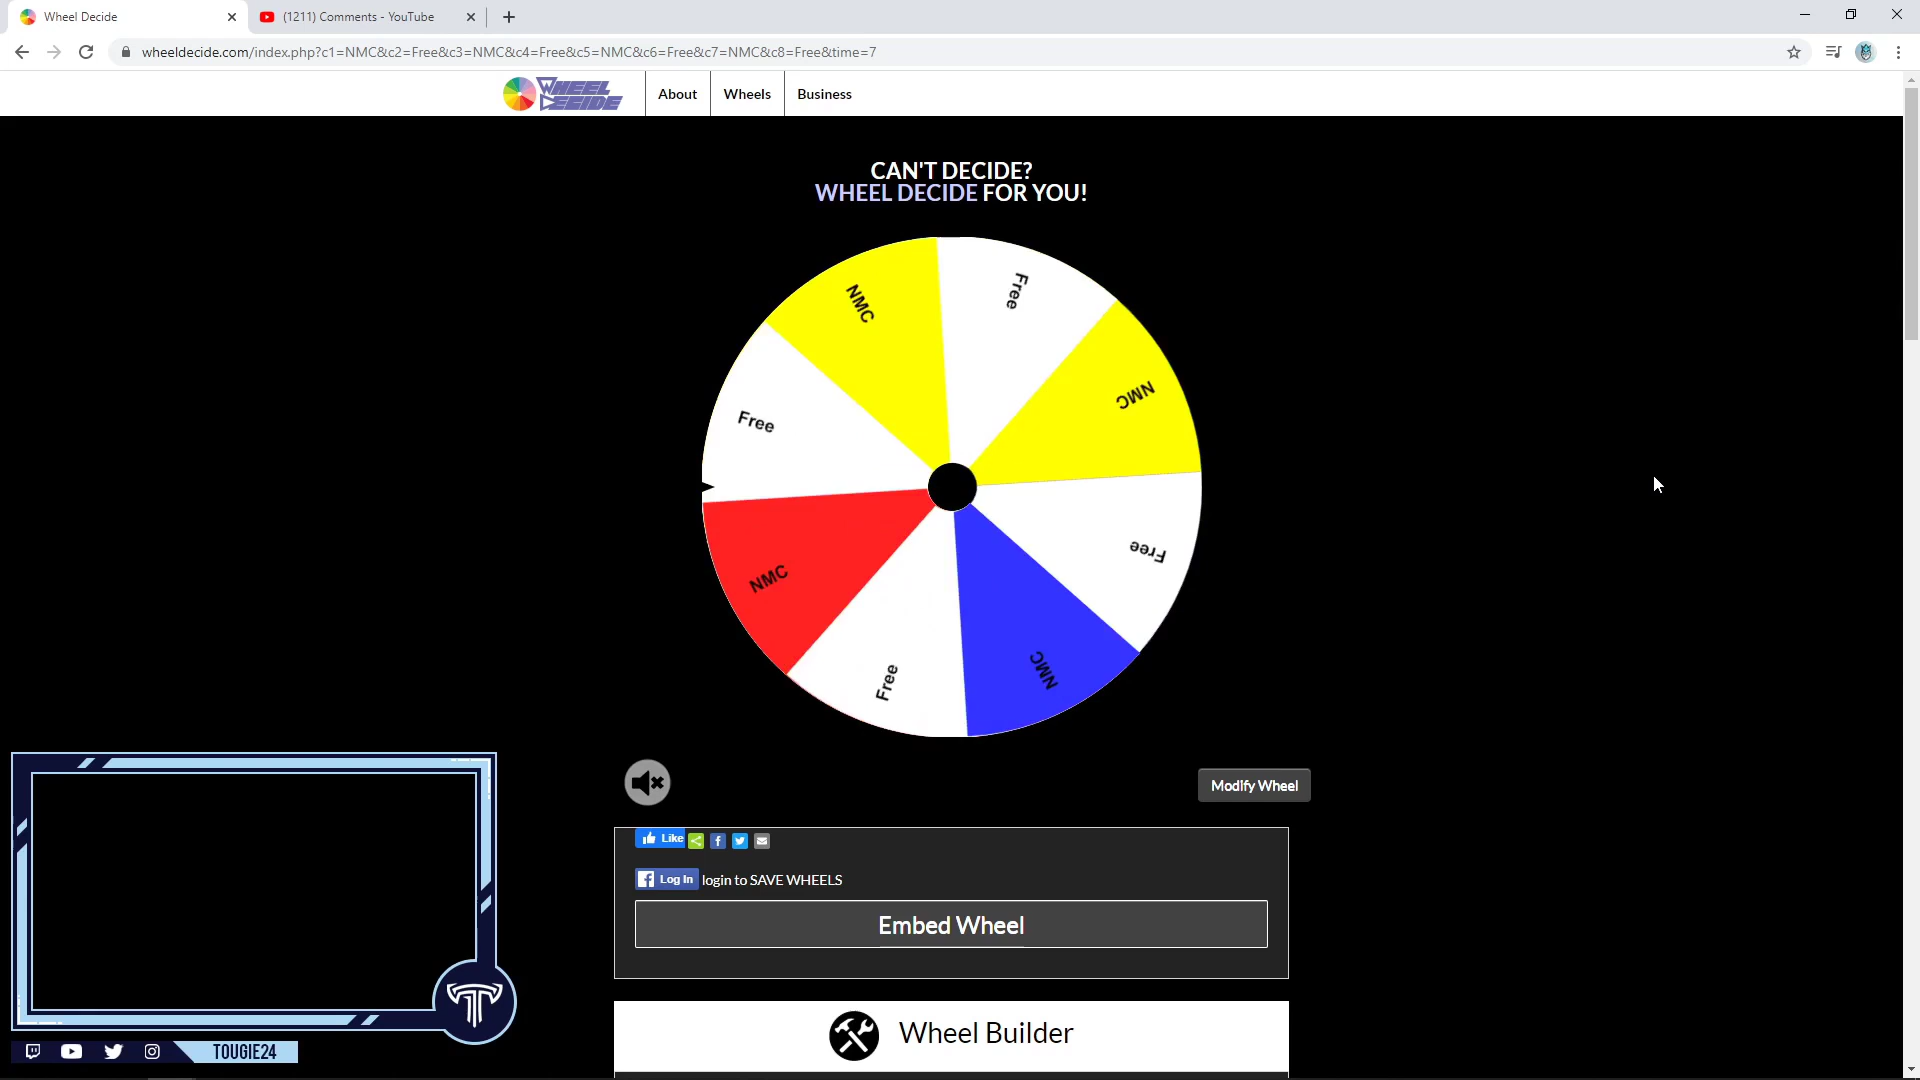 Wheel Decide
(1211) Comments - YouTube
wheeldecide.com/index.php?c1=NMC&c2=Free&c3=NMC&c4=Free&c5=NMC&c6=Free&c7=NMC&c8=Free&time=7
WHEEL DECIDE
About
Wheels
Business
CAN'T DECIDE?
WHEEL DECIDE FOR YOU!
Free
NMC
NMC
Free
Free
NMC
NMC
Free
Modify Wheel
Like
Log In login to SAVE WHEELS
Embed Wheel
Wheel Builder
TOUGIE24